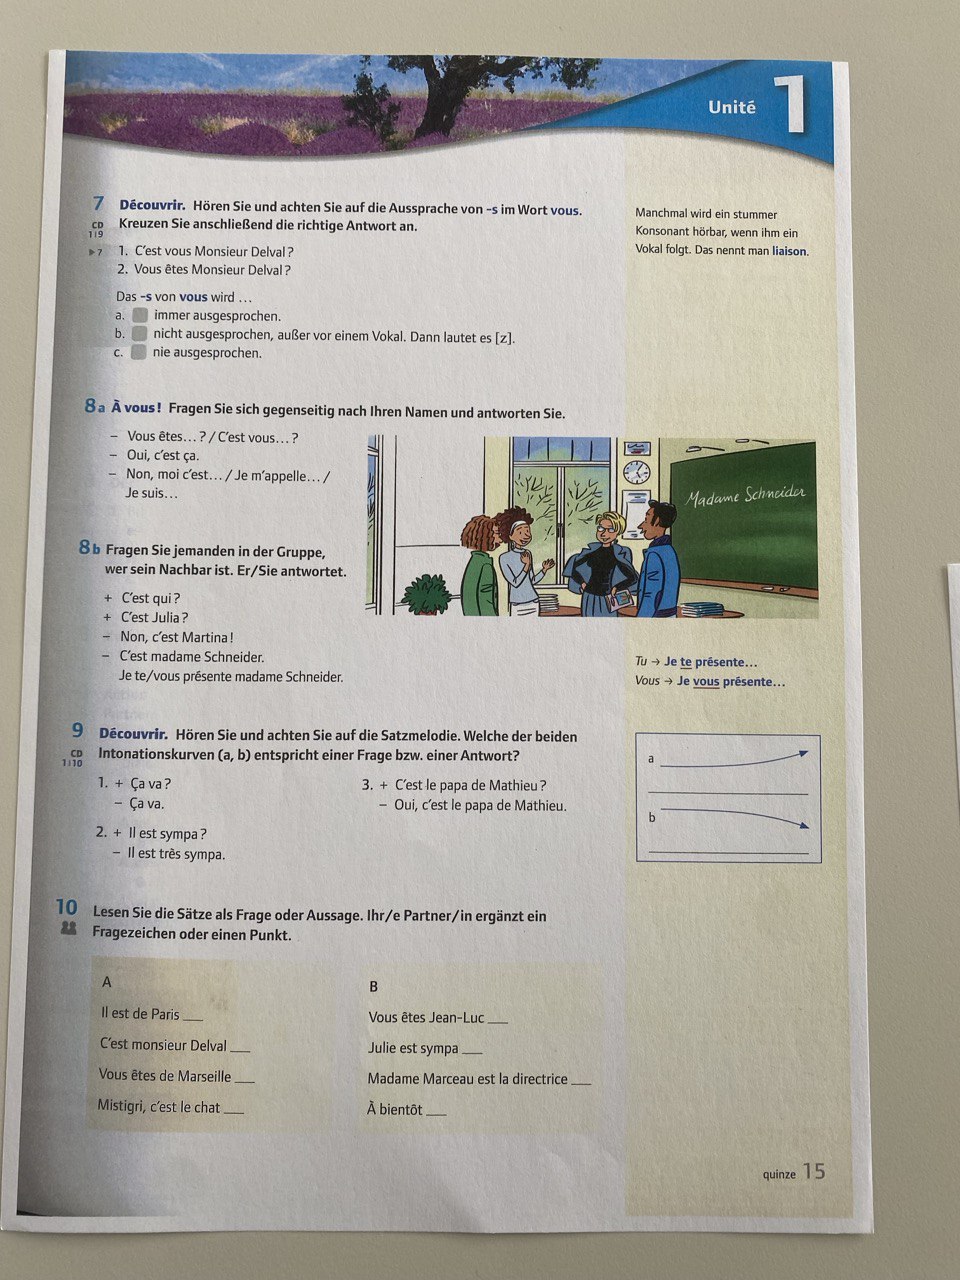 Unité 1
7 Découvrir. Hören Sie und achten Sie auf die Aussprache von -s im Wort vous.
CD 1|9 Kreuzen Sie anschließend die richtige Antwort an.
▸7 1. C'est vous Monsieur Delval?
2. Vous êtes Monsieur Delval?
Das -s von vous wird …
a. immer ausgesprochen.
b. nicht ausgesprochen, außer vor einem Vokal. Dann lautet es [z].
c. nie ausgesprochen.
Manchmal wird ein stummer
Konsonant hörbar, wenn ihm ein
Vokal folgt. Das nennt man liaison.
8a À vous! Fragen Sie sich gegenseitig nach Ihren Namen und antworten Sie.
– Vous êtes…? / C'est vous…?
– Oui, c'est ça.
– Non, moi c'est… / Je m'appelle… /
Je suis…
Madame Schneider
8b Fragen Sie jemanden in der Gruppe,
wer sein Nachbar ist. Er/Sie antwortet.
+ C'est qui?
+ C'est Julia?
– Non, c'est Martina!
– C'est madame Schneider.
Je te/vous présente madame Schneider.
Tu → Je te présente…
Vous → Je vous présente…
9 Découvrir. Hören Sie und achten Sie auf die Satzmelodie. Welche der beiden
CD 1|10 Intonationskurven (a, b) entspricht einer Frage bzw. einer Antwort?
1. + Ça va?
– Ça va.
2. + Il est sympa?
– Il est très sympa.
3. + C'est le papa de Mathieu?
– Oui, c'est le papa de Mathieu.
a
b
10 Lesen Sie die Sätze als Frage oder Aussage. Ihr/e Partner/in ergänzt ein
Fragezeichen oder einen Punkt.
A
Il est de Paris ___
C'est monsieur Delval ___
Vous êtes de Marseille ___
Mistigri, c'est le chat ___
B
Vous êtes Jean-Luc ___
Julie est sympa ___
Madame Marceau est la directrice ___
À bientôt ___
quinze 15